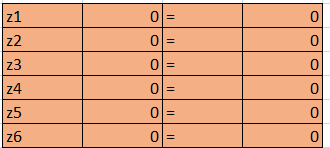 z1 0 = 0
z2 0 = 0
z3 0 = 0
z4 0 = 0
z5 0 = 0
z6 0 = 0